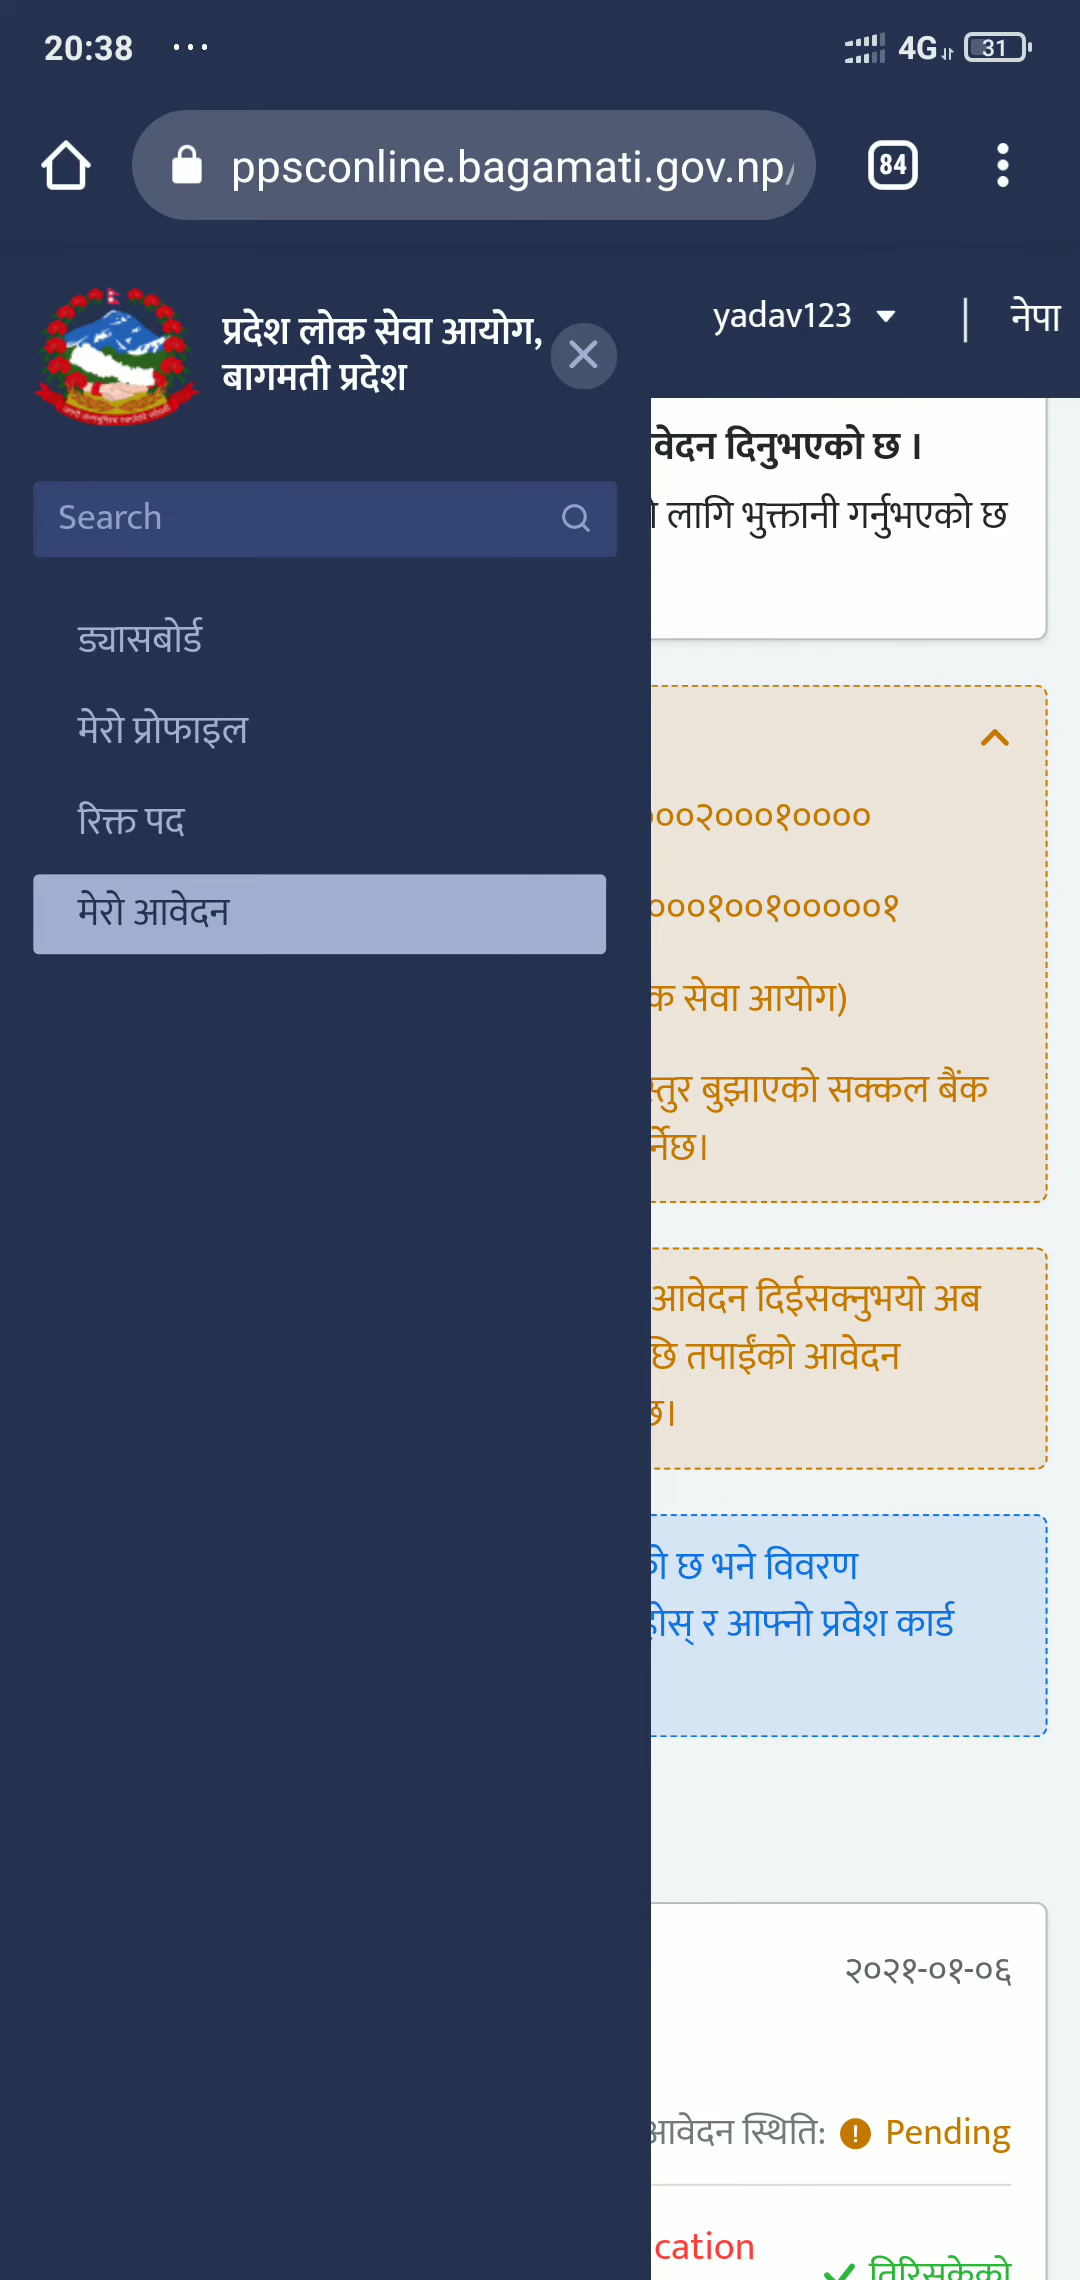 20:38 ...
4G 31
ppsconline.bagamati.gov.np/
84
प्रदेश लोक सेवा आयोग,
बागमती प्रदेश
yadav123 | नेपा
Search
ड्यासबोर्ड
मेरो प्रोफाइल
रिक्त पद
मेरो आवेदन
वेदन दिनुभएको छ ।
लागि भुक्तानी गर्नुभएको छ
००२०००१००००
०००१००१०००००१
क सेवा आयोग)
स्तुर बुझाएको सक्कल बैंक
र्नेछ।
आवेदन दिईसक्नुभयो अब
छि तपाईंको आवेदन
छ।
को छ भने विवरण
होस् र आफ्नो प्रवेश कार्ड
२०२१-०१-०६
आवेदन स्थिति: Pending
cation
तिरिसकेको